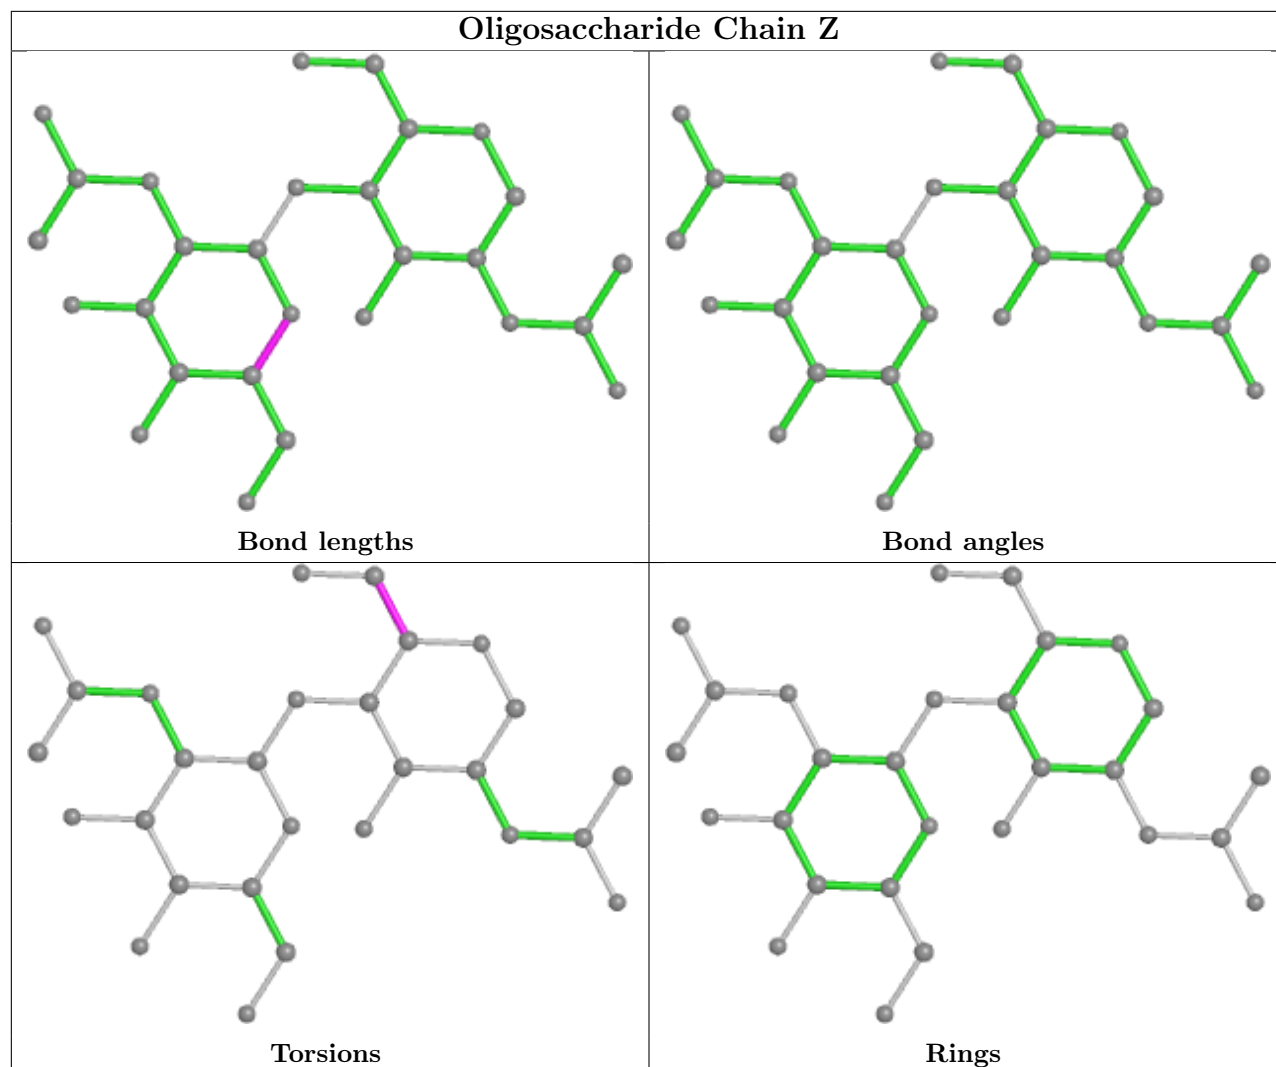 Oligosaccharide Chain Z
Bond lengths
Bond angles
Torsions
Rings